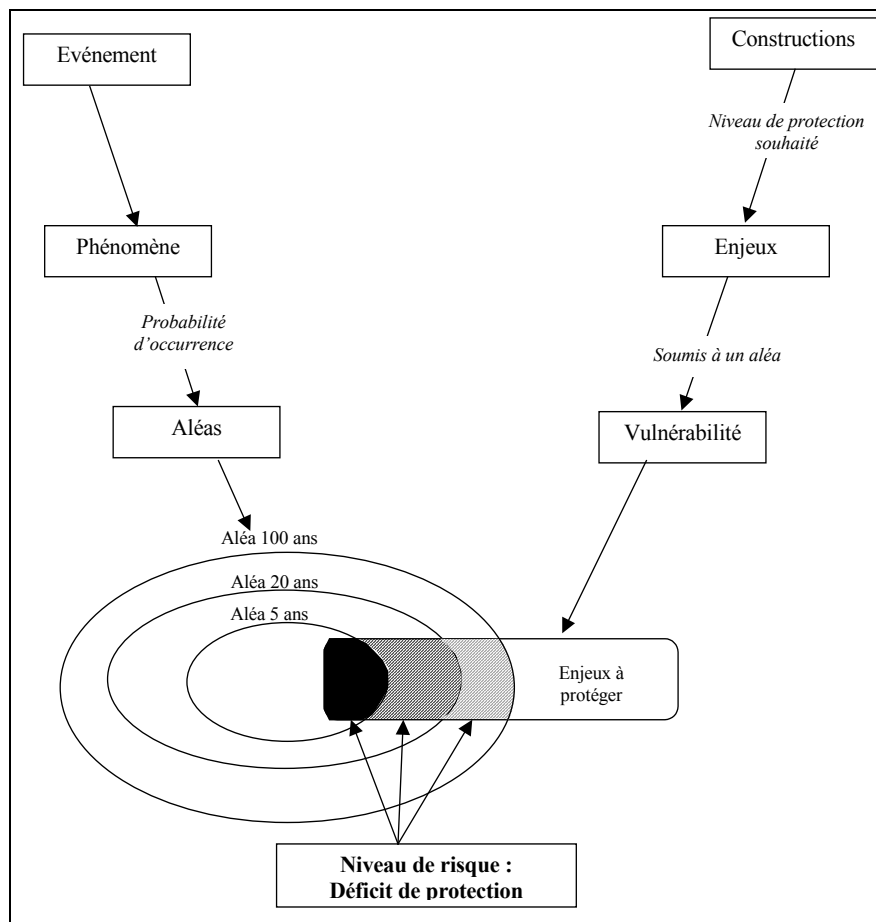 Evénement
Constructions
Niveau de protection
souhaité
Phénomène
Enjeux
Probabilité
d’occurrence
Soumis à un aléa
Aléas
Vulnérabilité
Aléa 100 ans
Aléa 20 ans
Aléa 5 ans
Enjeux à
protéger
Niveau de risque :
Déficit de protection